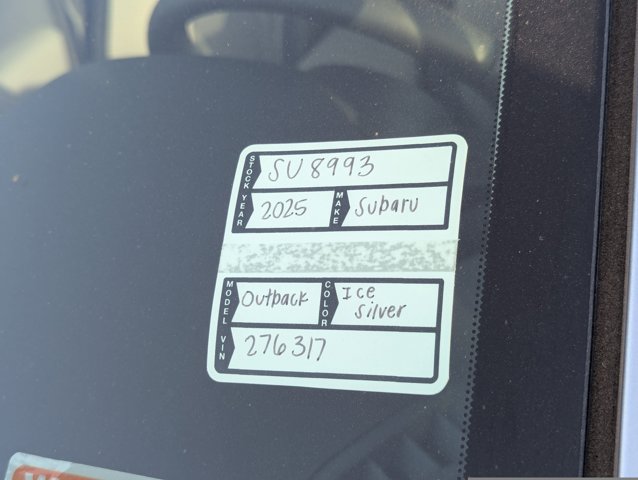 STOCK SU8993
YEAR 2025 MAKE Subaru
MODEL Outback COLOR Ice Silver
VIN 276317